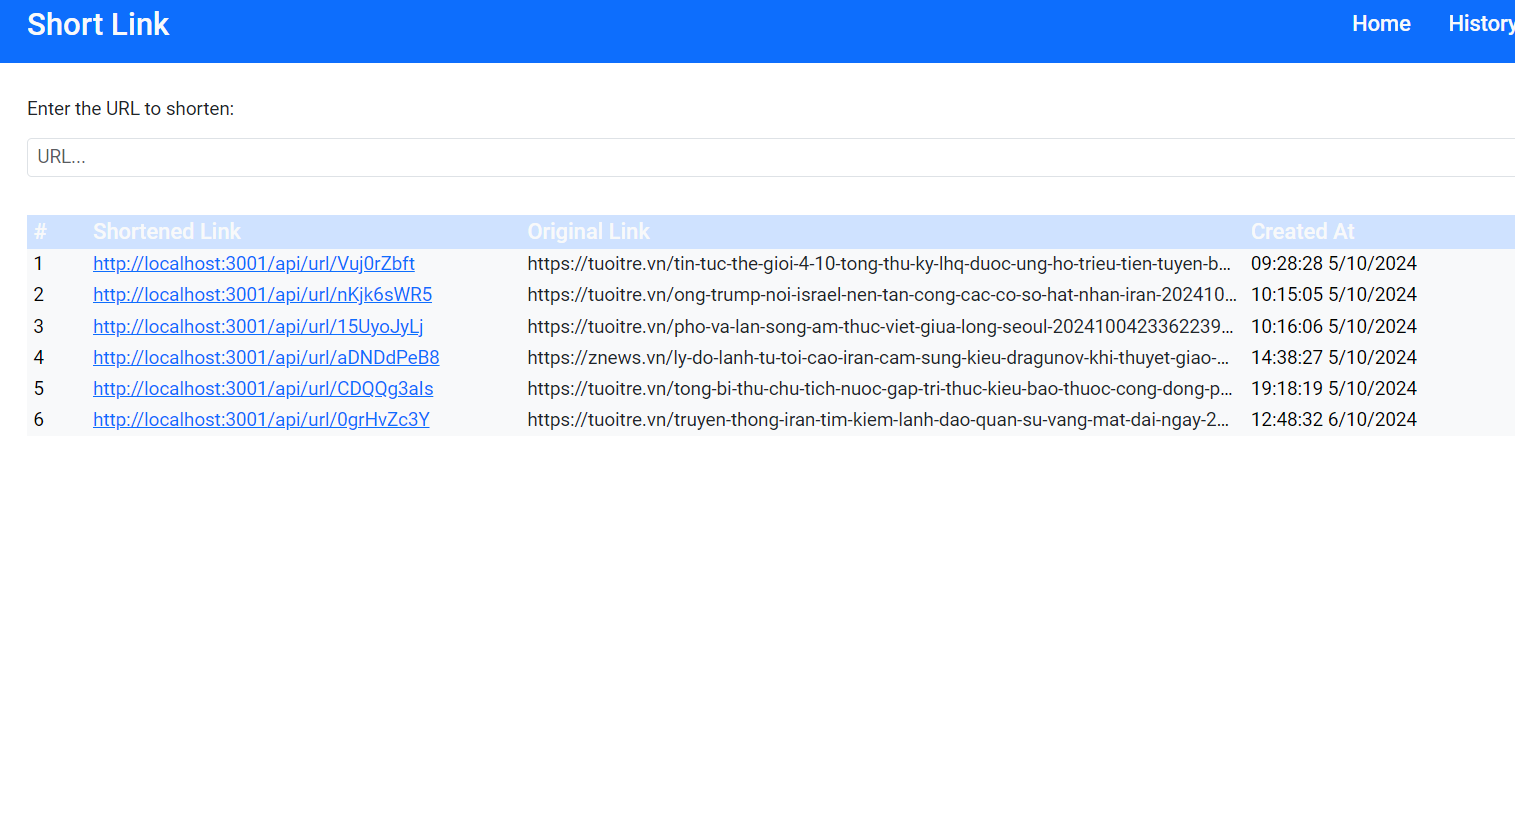 Short Link Home History
Enter the URL to shorten:
URL...
# Shortened Link Original Link Created At
1 http://localhost:3001/api/url/Vuj0rZbft https://tuoitre.vn/tin-tuc-the-gioi-4-10-tong-thu-ky-lhq-duoc-ung-ho-trieu-tien-tuyen-b... 09:28:28 5/10/2024
2 http://localhost:3001/api/url/nKjk6sWR5 https://tuoitre.vn/ong-trump-noi-israel-nen-tan-cong-cac-co-so-hat-nhan-iran-202410... 10:15:05 5/10/2024
3 http://localhost:3001/api/url/15UyoJyLj https://tuoitre.vn/pho-va-lan-song-am-thuc-viet-giua-long-seoul-2024100423362239... 10:16:06 5/10/2024
4 http://localhost:3001/api/url/aDNDdPeB8 https://znews.vn/ly-do-lanh-tu-toi-cao-iran-cam-sung-kieu-dragunov-khi-thuyet-giao-... 14:38:27 5/10/2024
5 http://localhost:3001/api/url/CDQQg3aIs https://tuoitre.vn/tong-bi-thu-chu-tich-nuoc-gap-tri-thuc-kieu-bao-thuoc-cong-dong-p... 19:18:19 5/10/2024
6 http://localhost:3001/api/url/0grHvZc3Y https://tuoitre.vn/truyen-thong-iran-tim-kiem-lanh-dao-quan-su-vang-mat-dai-ngay-2... 12:48:32 6/10/2024